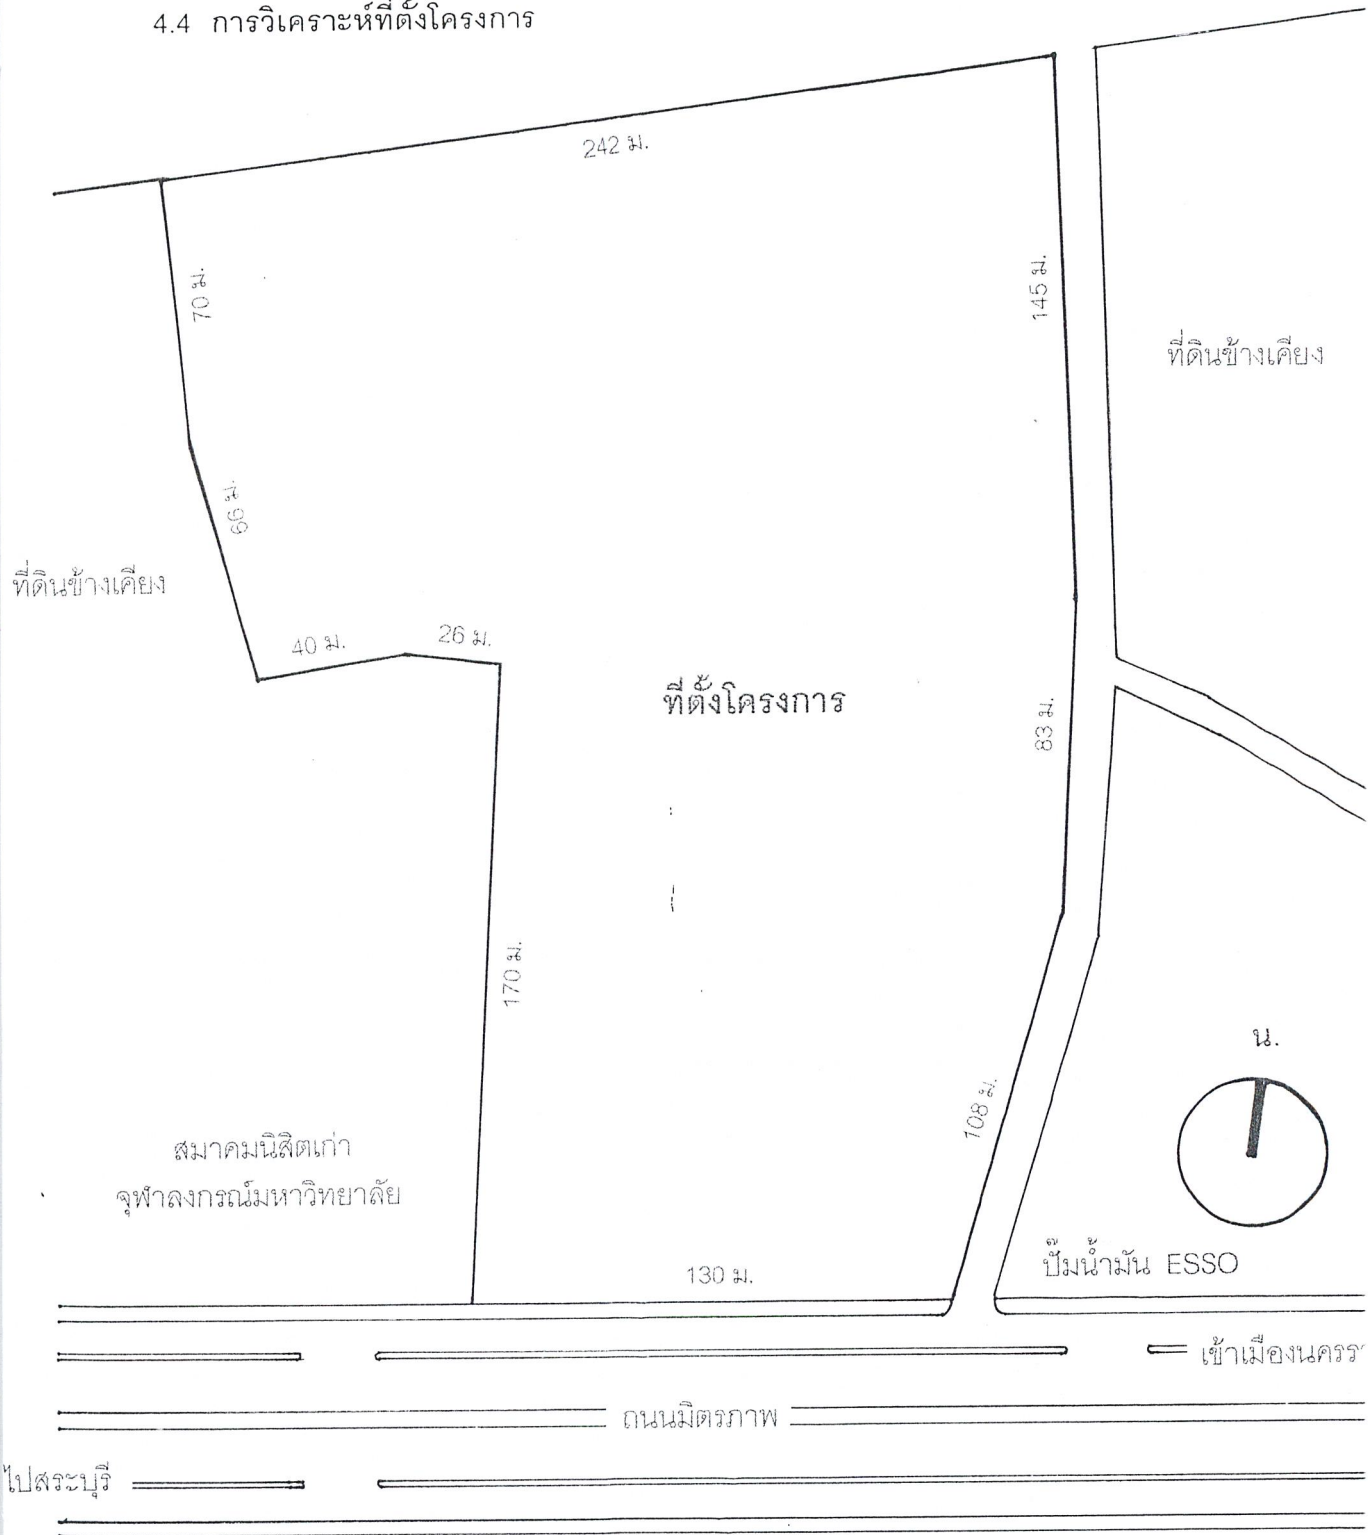 4.4 การวิเคราะห์ที่ตั้งโครงการ
242 ม.
70 ม.
145 ม.
ที่ดินข้างเคียง
66 ม.
ที่ดินข้างเคียง
40 ม.
26 ม.
ที่ตั้งโครงการ
83 ม.
170 ม.
น.
108 ม.
สมาคมนิสิตเก่า
จุฬาลงกรณ์มหาวิทยาลัย
130 ม.
ปั๊มน้ำมัน ESSO
เข้าเมืองนครร
ถนนมิตรภาพ
ไปสระบุรี